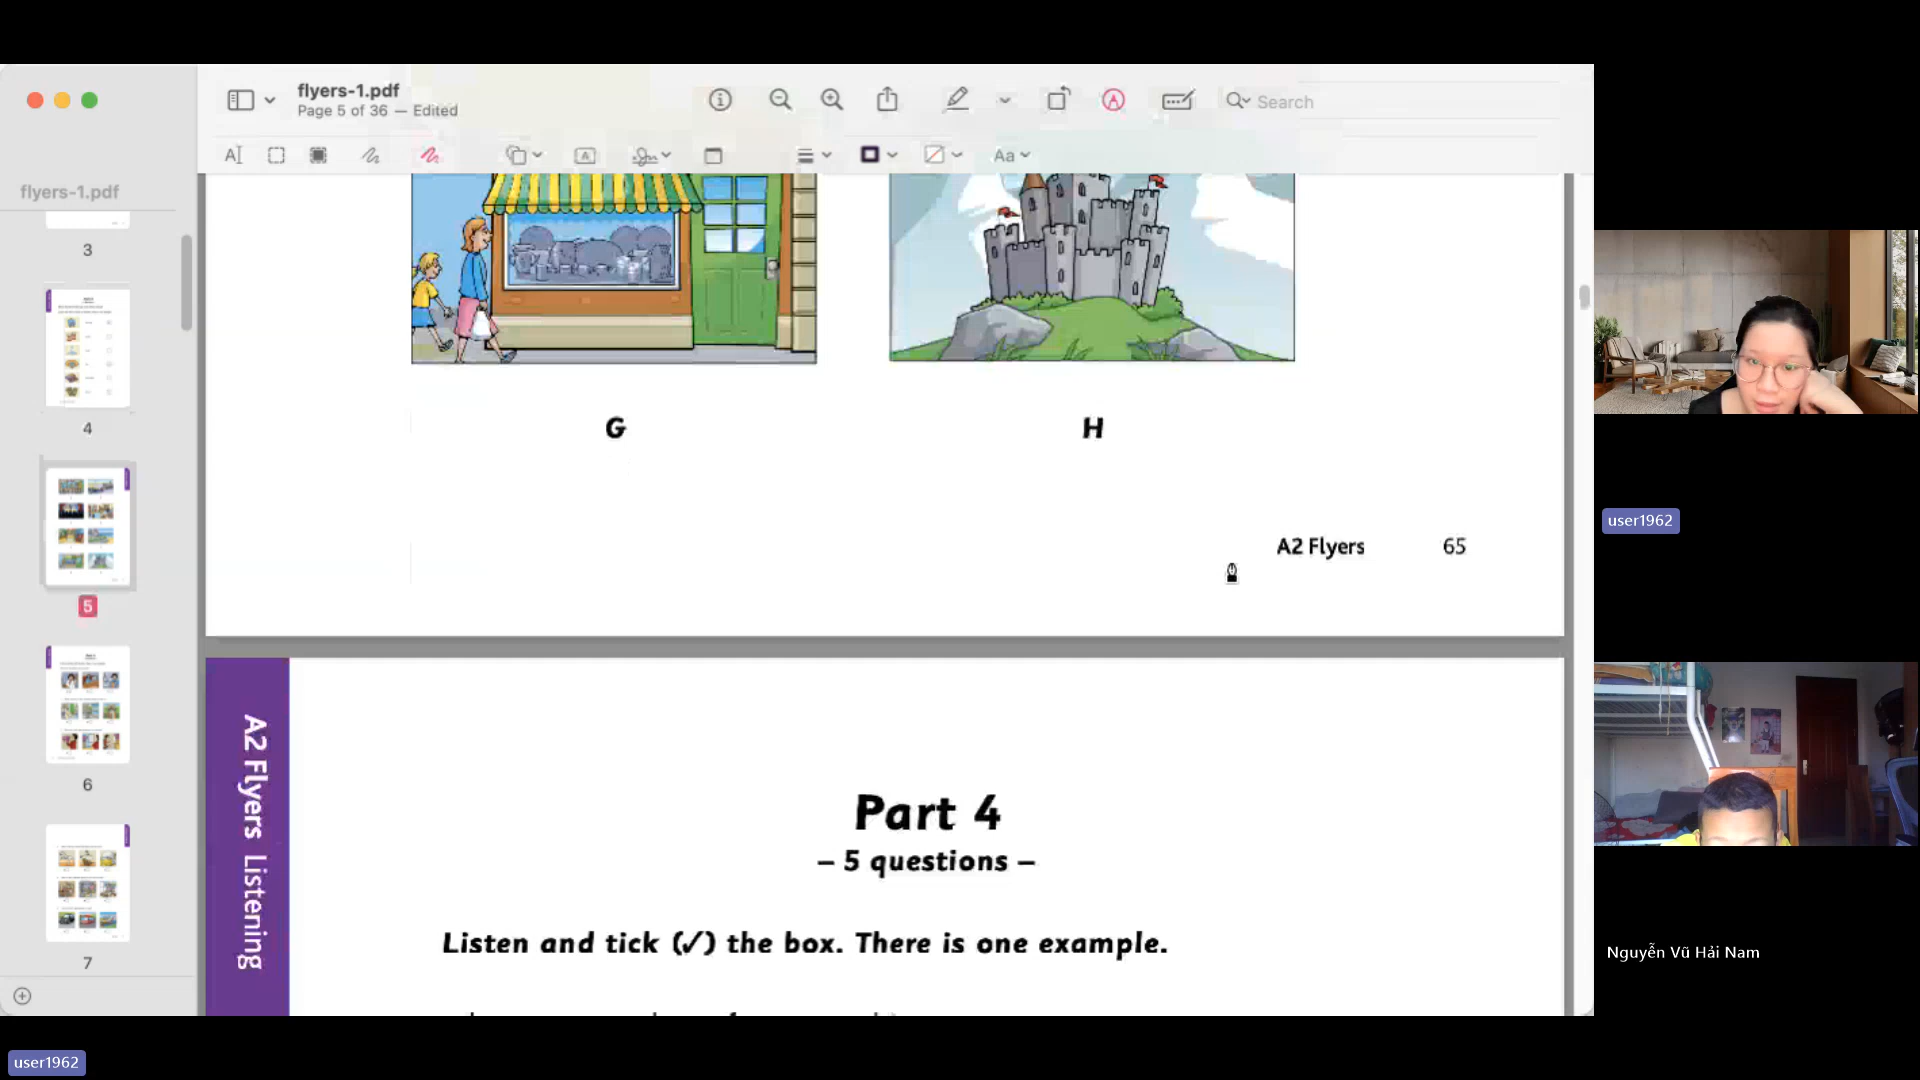 flyers-1.pdf
Page 5 of 36 — Edited
Search
Aa
flyers-1.pdf
3
4
5
6
7
G
H
A2 Flyers 65
A2 Flyers Listening
Part 4
– 5 questions –
Listen and tick (✓) the box. There is one example.
user1962
Nguyễn Vũ Hải Nam
user1962